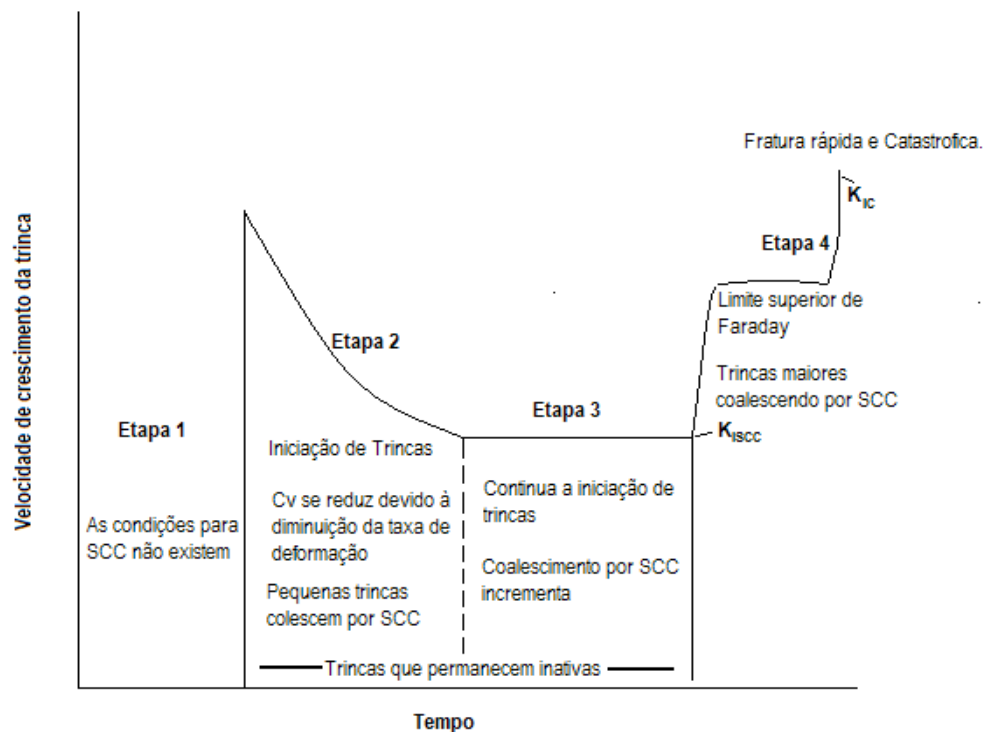 Fratura rápida e Catastrofica.
K_IC
Etapa 4
Limite superior de
Faraday
Trincas maiores
coalescendo por SCC
K_ISCC
Velocidade de crescimento da trinca
Etapa 1
As condições para
SCC não existem
Etapa 2
Iniciação de Trincas
Cv se reduz devido à
diminuição da taxa de
deformação
Pequenas trincas
colescem por SCC
Etapa 3
Continua a iniciação de
trincas
Coalescimento por SCC
incrementa
Trincas que permanecem inativas
Tempo